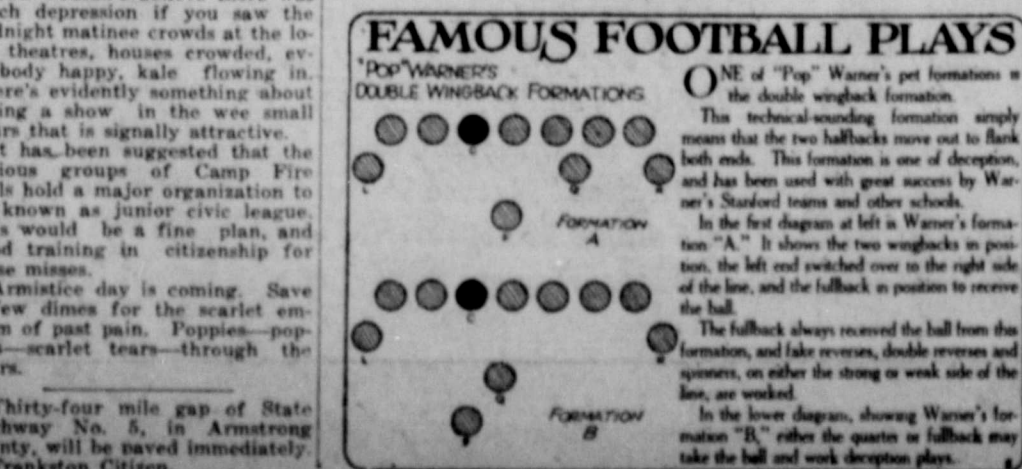 ch depression if you saw the
lnight matinee crowds at the lo-
theatres, houses crowded, ev-
body happy, kale flowing in.
ere's evidently something about
ing a show in the wee small
rs that is signally attractive.
t has been suggested that the
ious groups of Camp Fire
ls hold a major organization to
known as junior civic league.
s would be a fine plan, and
d training in citizenship for
se misses.
Armistice day is coming. Save
few dimes for the scarlet em-
m of past pain. Poppies—pop-
s—scarlet tears—through the
rs.
Thirty-four mile gap of State
hway No. 5, in Armstrong
nty, will be paved immediately.
Frankston Citizen.
FAMOUS FOOTBALL PLAYS
"POP" WARNER'S
DOUBLE WINGBACK FORMATIONS
C
L
Q
R
F
FORMATION
A
C
L
R
Q
F
FORMATION
B
ONE of "Pop" Warner's pet formations is
the double wingback formation.
This technical-sounding formation simply
means that the two halfbacks move out to flank
both ends. This formation is one of deception,
and has been used with great success by War-
ner's Stanford teams and other schools.
In the first diagram at left is Warner's forma-
tion "A." It shows the two wingbacks in posi-
tion, the left end switched over to the right side
of the line, and the fullback in position to receive
the ball.
The fullback always received the ball from this
formation, and fake reverses, double reverses and
spinners, on either the strong or weak side of the
line, are worked.
In the lower diagram, showing Warner's for-
mation "B," either the quarter or fullback may
take the ball and work deception plays.